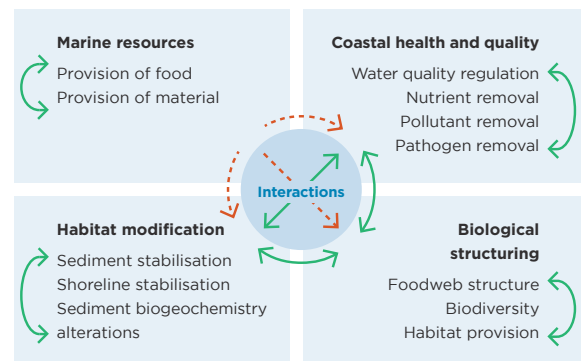 Marine resources
Provision of food
Provision of material
Coastal health and quality
Water quality regulation
Nutrient removal
Pollutant removal
Pathogen removal
Interactions
Habitat modification
Sediment stabilisation
Shoreline stabilisation
Sediment biogeochemistry
alterations
Biological
structuring
Foodweb structure
Biodiversity
Habitat provision